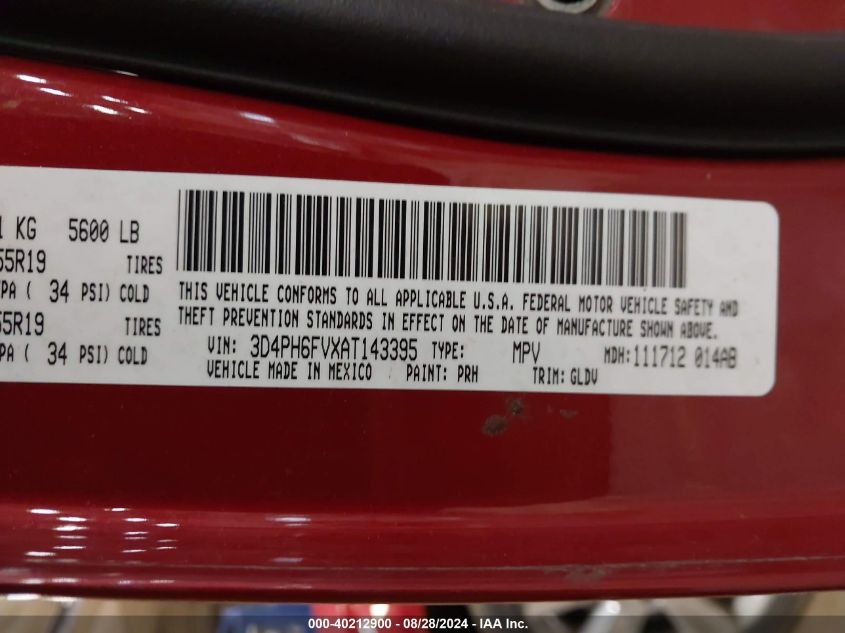 KG 5600 LB
55R19 TIRES
PA ( 34 PSI) COLD
55R19 TIRES
PA ( 34 PSI) COLD
THIS VEHICLE CONFORMS TO ALL APPLICABLE U.S.A. FEDERAL MOTOR VEHICLE SAFETY AND
THEFT PREVENTION STANDARDS IN EFFECT ON THE DATE OF MANUFACTURE SHOWN ABOVE.
VIN: 3D4PH6FVXAT143395 TYPE: MPV MDH:111712 014AB
VEHICLE MADE IN MEXICO PAINT: PRH TRIM: GLDV
000-40212900 - 08/28/2024 - IAA Inc.